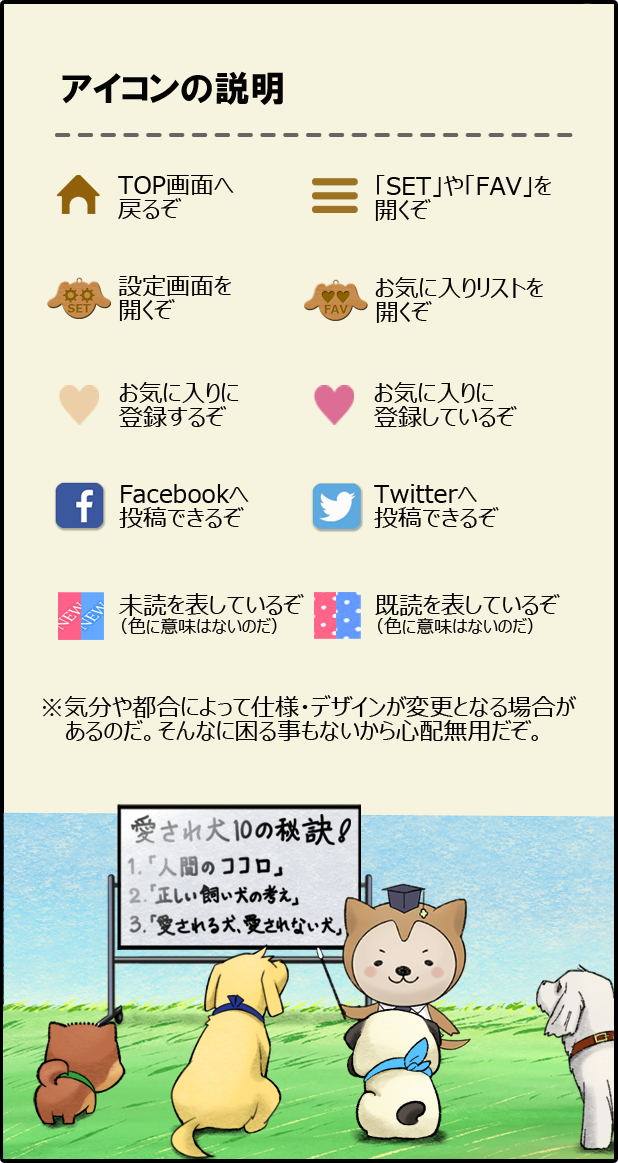 アイコンの説明
TOP画面へ
戻るぞ
「SET」や「FAV」を
開くぞ
SET
設定画面を
開くぞ
FAV
お気に入りリストを
開くぞ
お気に入りに
登録するぞ
お気に入りに
登録しているぞ
f
Facebookへ
投稿できるぞ
Twitterへ
投稿できるぞ
NEW NEW
未読を表しているぞ
（色に意味はないのだ）
既読を表しているぞ
（色に意味はないのだ）
※気分や都合によって仕様・デザインが変更となる場合が
あるのだ。そんなに困る事もないから心配無用だぞ。
愛され犬10の秘訣!
1.「人間のココロ」
2.「正しい飼い犬の考え」
3.「愛される犬、愛されない犬」